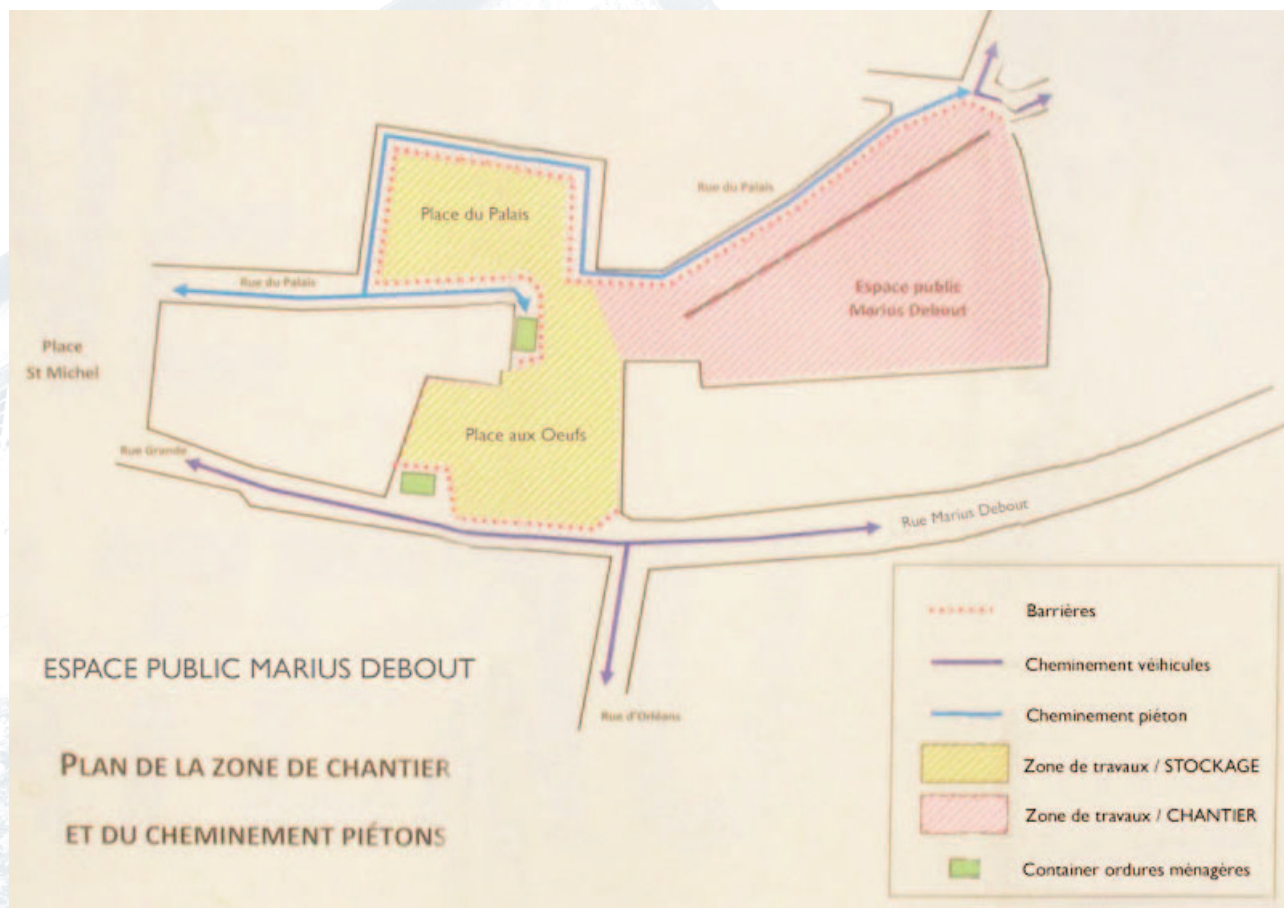 Place du Palais
Rue du Palais
Rue du Palais
Espace public
Marius Debout
Place
St Michel
Place aux Oeufs
Rue Grande
Rue Marius Debout
Rue d'Orléans
ESPACE PUBLIC MARIUS DEBOUT
PLAN DE LA ZONE DE CHANTIER
ET DU CHEMINEMENT PIÉTONS
Barrières
Cheminement véihicules
Cheminement piéton
Zone de travaux / STOCKAGE
Zone de travaux / CHANTIER
Container ordures ménagères